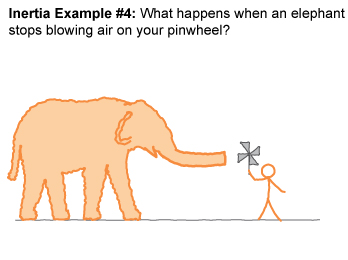 Inertia Example #4: What happens when an elephant
stops blowing air on your pinwheel?